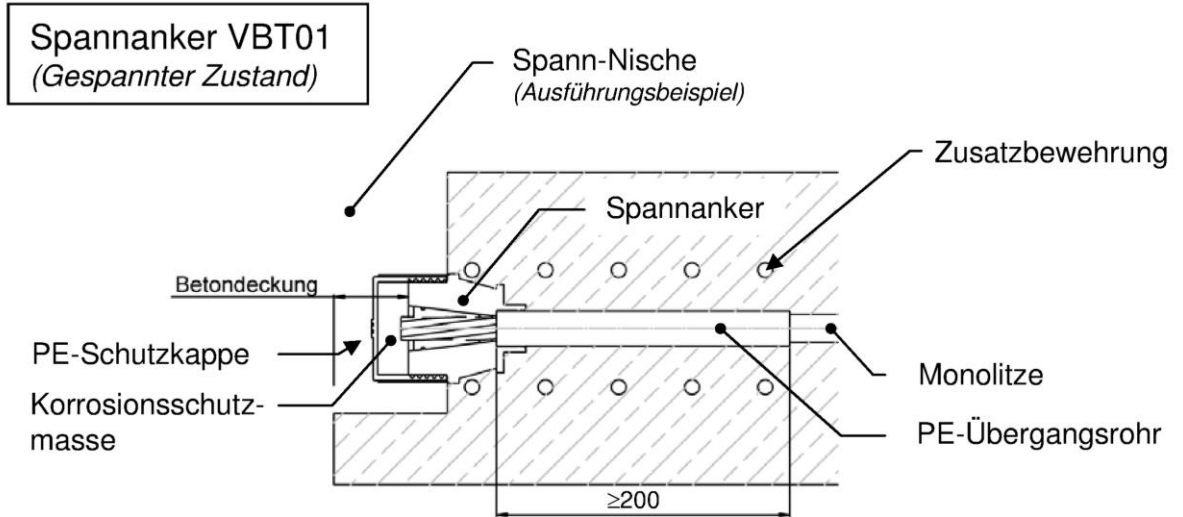 Spannanker VBT01
(Gespannter Zustand)
Spann-Nische
(Ausführungsbeispiel)
Zusatzbewehrung
Spannanker
Betondeckung
PE-Schutzkappe
Korrosionsschutz-
masse
Monolitze
PE-Übergangsrohr
≥200